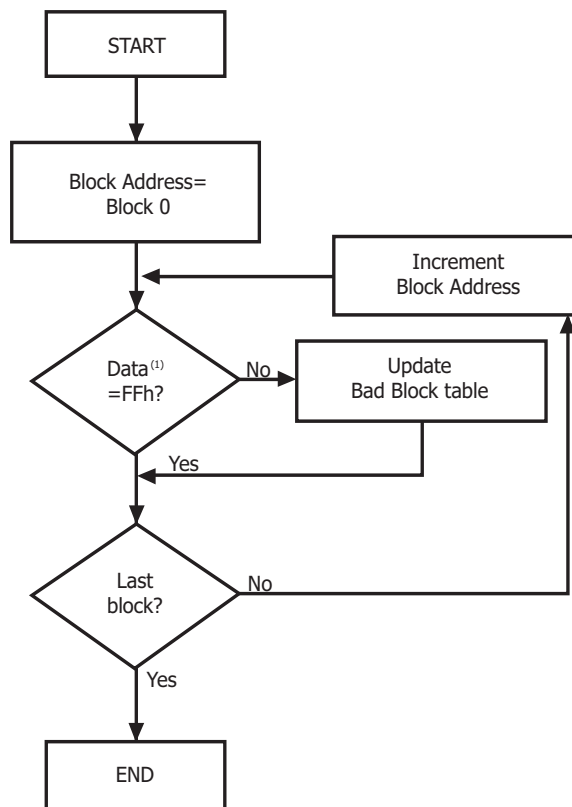 START
Block Address=
Block 0
Increment
Block Address
Data(1)
=FFh?
No
Update
Bad Block table
Yes
Last
block?
No
Yes
END